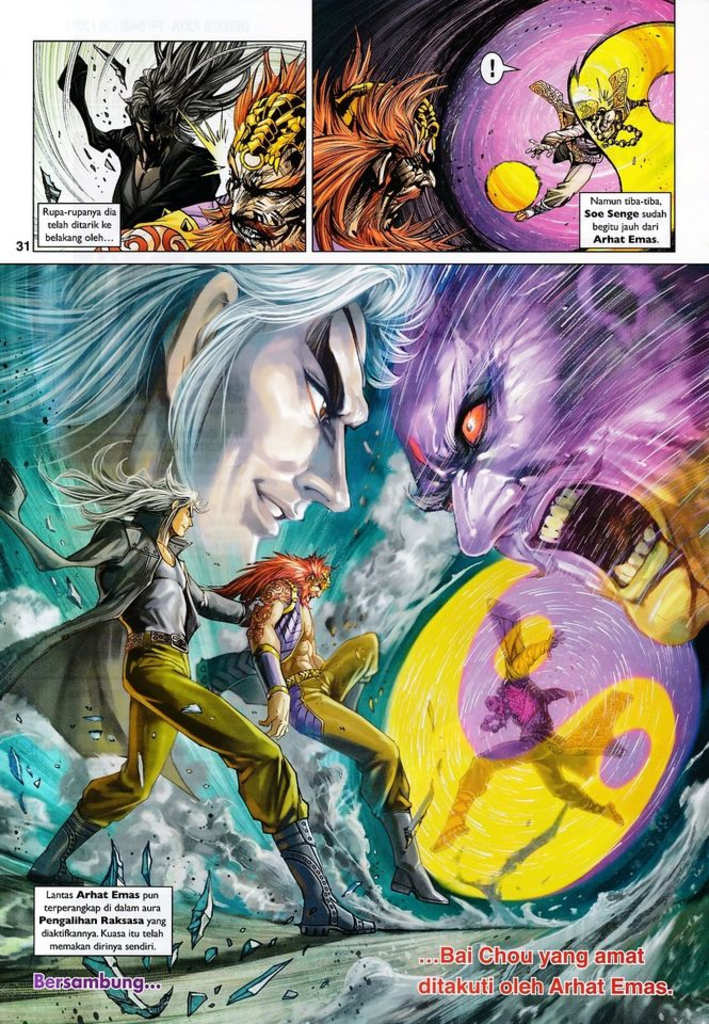 Rupa-rupanya dia
telah ditarik ke
belakang oleh...
!
Namun tiba-tiba,
Soe Senge sudah
begitu jauh dari
Arhat Emas.
31
Lantas Arhat Emas pun
terperangkap di dalam aura
Pengalihan Raksasa yang
diaktifkan. Kuasa itu telah
memakan dirinya sendiri.
...Bai Chou yang amat
ditakuti oleh Arhat Emas.
Bersambung...